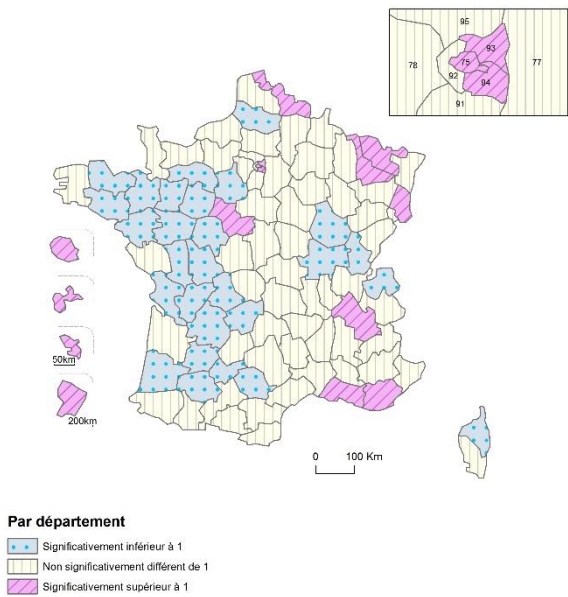 95
93
78
75
77
92
94
91
50km
200km
0 100 Km
Par département
Significativement inférieur à 1
Non significativement différent de 1
Significativement supérieur à 1